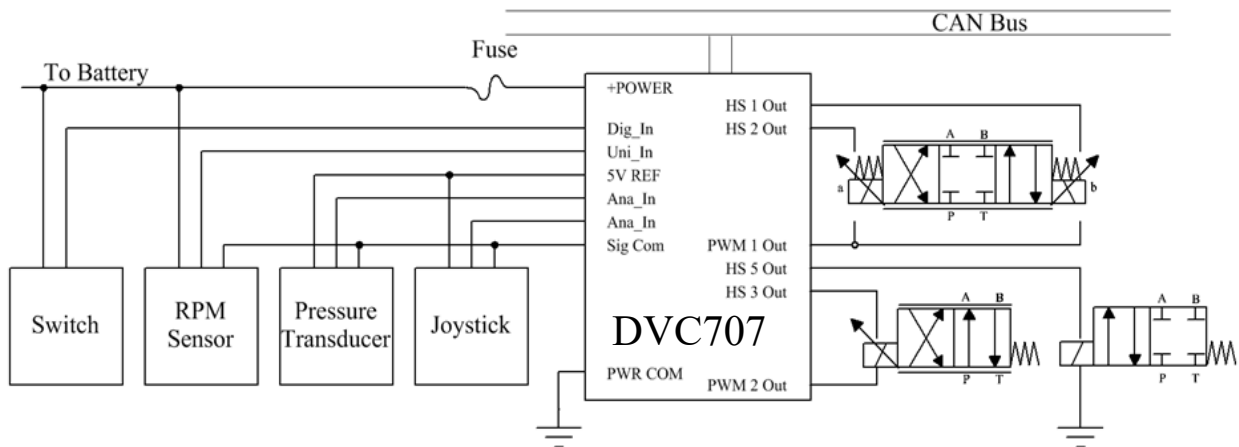 CAN Bus
Fuse
To Battery
+POWER
HS 1 Out
HS 2 Out
Dig_In
Uni_In
5V REF
Ana_In
Ana_In
Sig Com
PWM 1 Out
HS 5 Out
HS 3 Out
DVC707
PWR COM
PWM 2 Out
Switch
RPM
Sensor
Pressure
Transducer
Joystick
A B
a b
P T
A B
P T
A B
P T